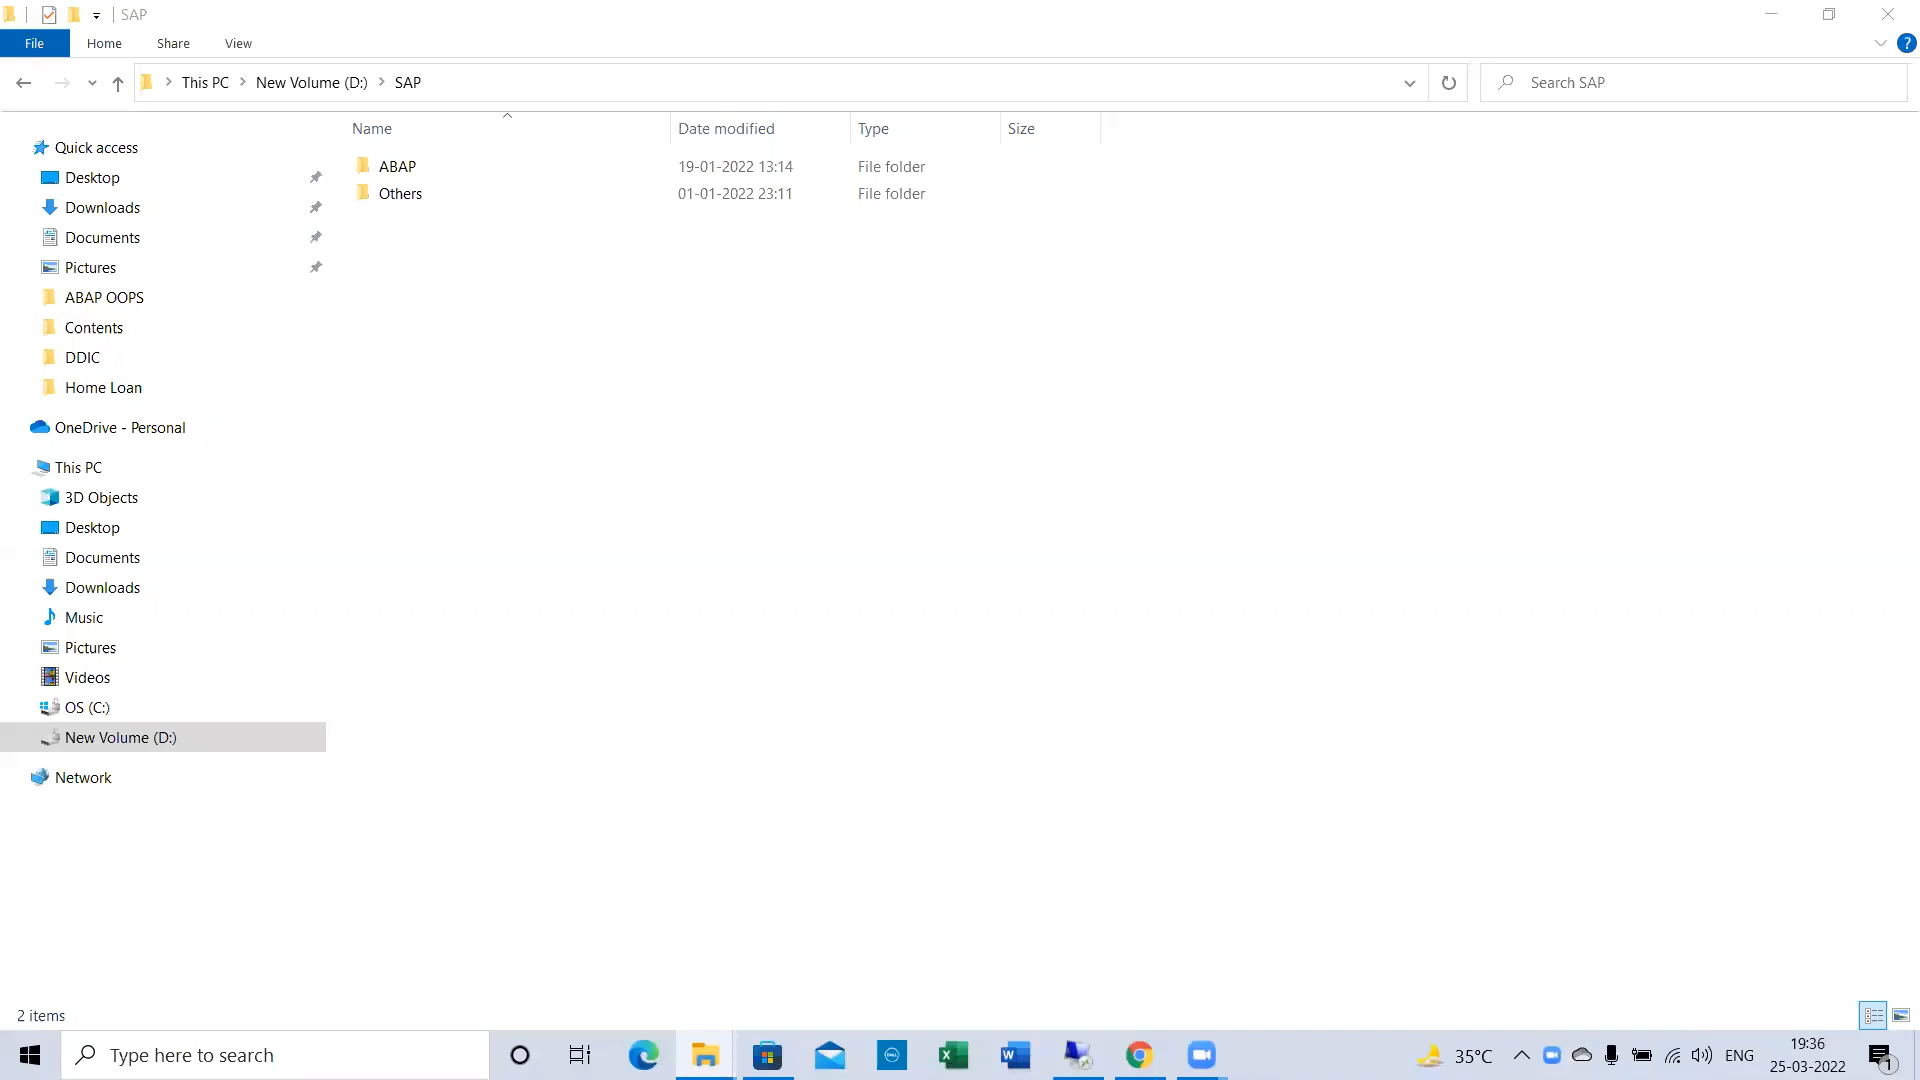 SAP
File Home Share View
This PC New Volume (D:) SAP
Search SAP
Name Date modified Type Size
ABAP 19-01-2022 13:14 File folder
Others 01-01-2022 23:11 File folder
Quick access
Desktop
Downloads
Documents
Pictures
ABAP OOPS
Contents
DDIC
Home Loan
OneDrive - Personal
This PC
3D Objects
Desktop
Documents
Downloads
Music
Pictures
Videos
OS (C:)
New Volume (D:)
Network
2 items
Type here to search
35°C
ENG
19:36
25-03-2022
1